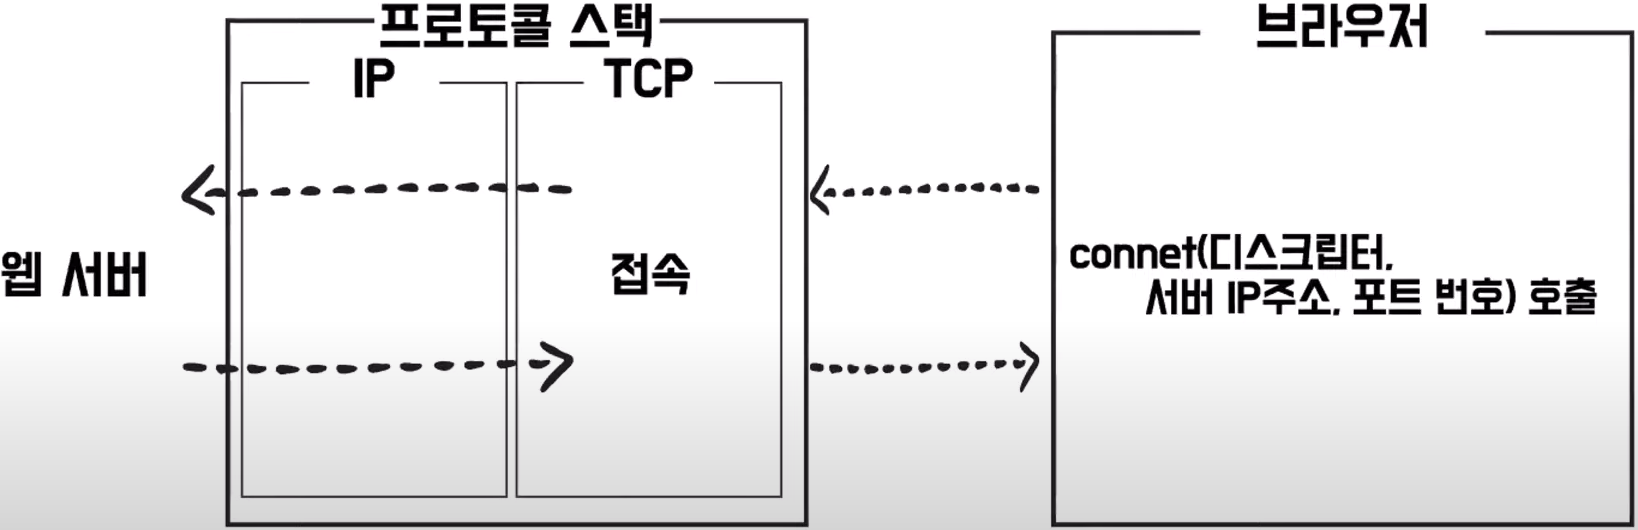 프로토콜 스택
브라우저
IP
TCP
웹 서버
접속
connet(디스크립터,
서버 IP주소, 포트 번호) 호출